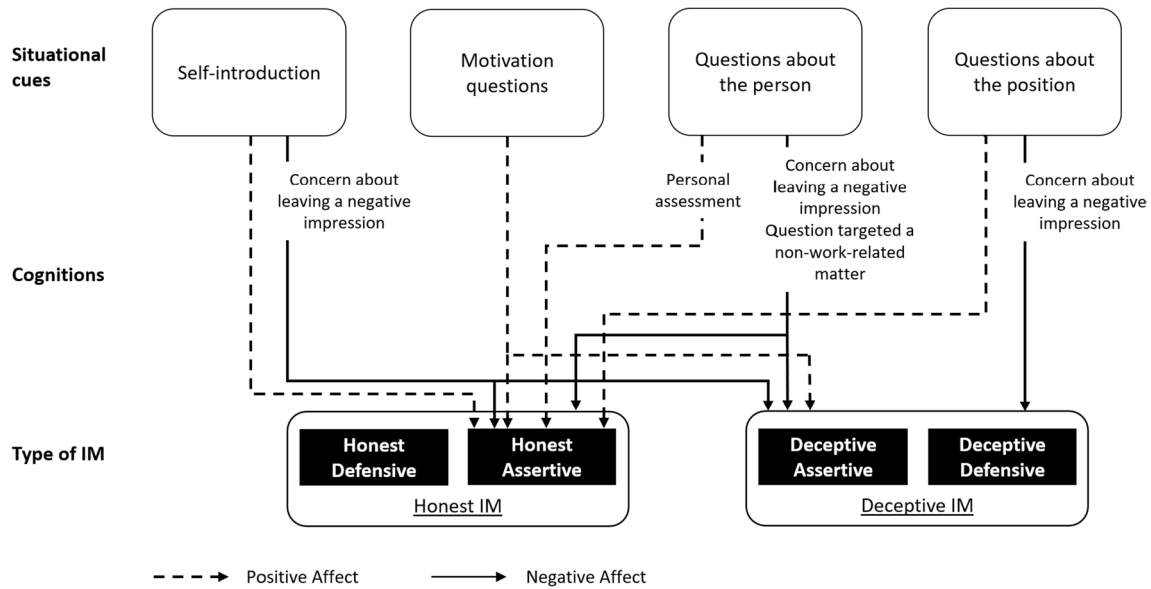 Situational
cues
Self-introduction
Motivation
questions
Questions about
the person
Questions about
the position
Concern about
leaving a negative
impression
Personal
assessment
Concern about
leaving a negative
impression
Question targeted a
non-work-related
matter
Concern about
leaving a negative
impression
Cognitions
Type of IM
Honest
Defensive
Honest
Assertive
Honest IM
Deceptive
Assertive
Deceptive
Defensive
Deceptive IM
Positive Affect
Negative Affect